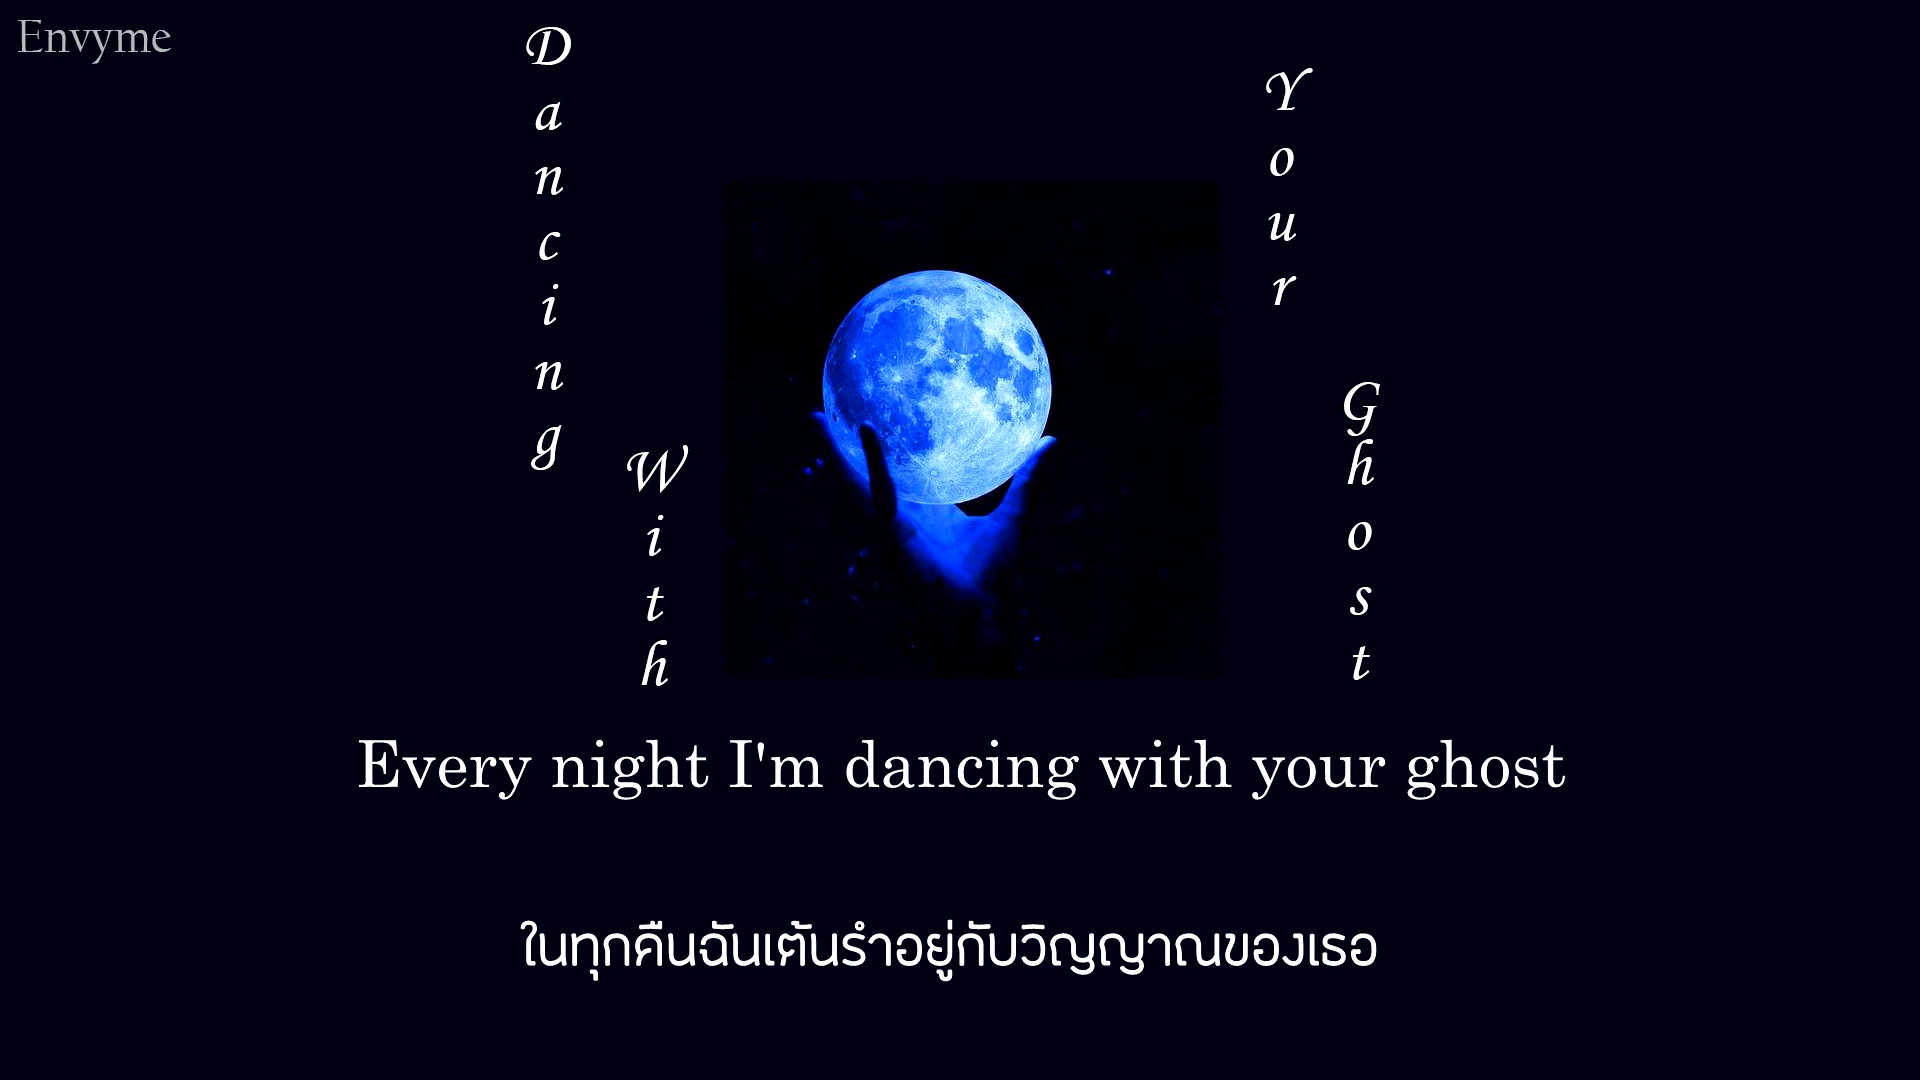 Envyme
Dancing
With
Your
Ghost
Every night I'm dancing with your ghost
ในทุกคืนฉันเต้นรำอยู่กับวิญญาณของเธอ